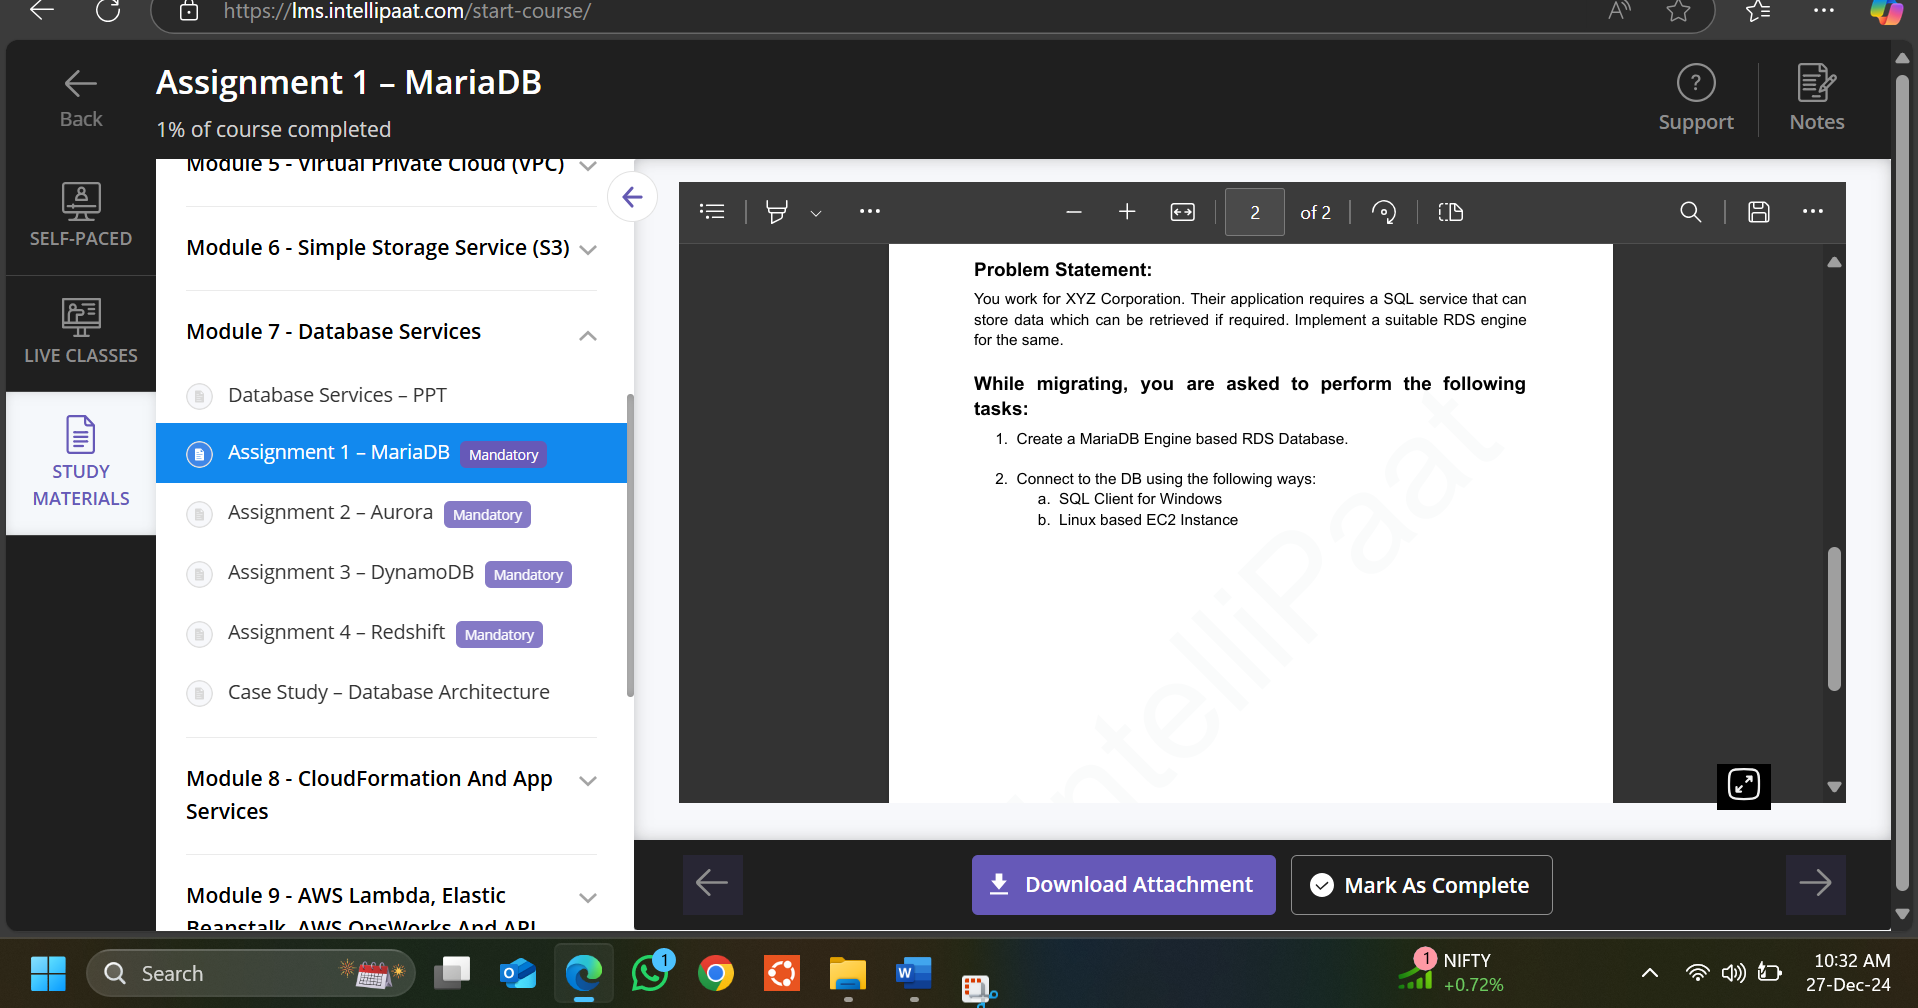 https://lms.intellipaat.com/start-course/
Assignment 1 – MariaDB
1% of course completed
Back
Support
Notes
SELF-PACED
LIVE CLASSES
STUDY
MATERIALS
Module 5 - Virtual Private Cloud (VPC)
Module 6 - Simple Storage Service (S3)
Module 7 - Database Services
Database Services – PPT
Assignment 1 – MariaDB Mandatory
Assignment 2 – Aurora Mandatory
Assignment 3 – DynamoDB Mandatory
Assignment 4 – Redshift Mandatory
Case Study – Database Architecture
Module 8 - CloudFormation And App
Services
Module 9 - AWS Lambda, Elastic
Beanstalk, AWS OpsWorks And API
2 of 2
Problem Statement:
You work for XYZ Corporation. Their application requires a SQL service that can
store data which can be retrieved if required. Implement a suitable RDS engine
for the same.
While migrating, you are asked to perform the following
tasks:
1. Create a MariaDB Engine based RDS Database.
2. Connect to the DB using the following ways:
a. SQL Client for Windows
b. Linux based EC2 Instance
IntelliPaat
Download Attachment
Mark As Complete
Search
1
1
NIFTY
+0.72%
10:32 AM
27-Dec-24